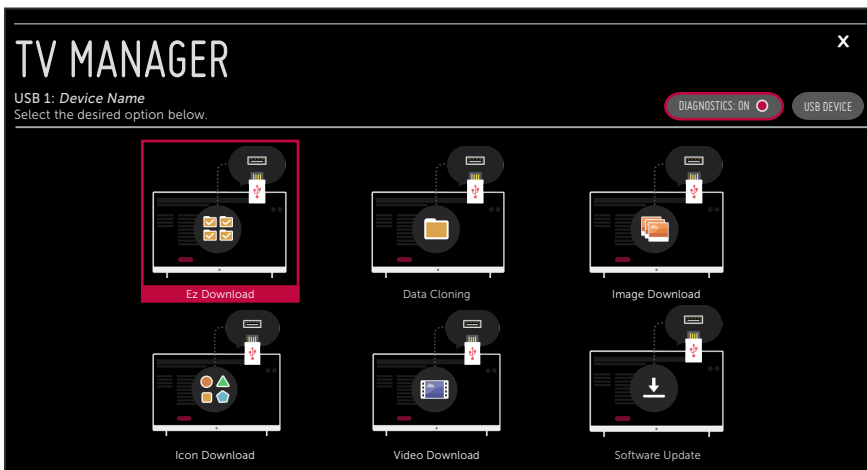 X
TV MANAGER
USB 1: Device Name
Select the desired option below.
DIAGNOSTICS: ON
USB DEVICE
Ez Download
Data Cloning
Image Download
Icon Download
Video Download
Software Update